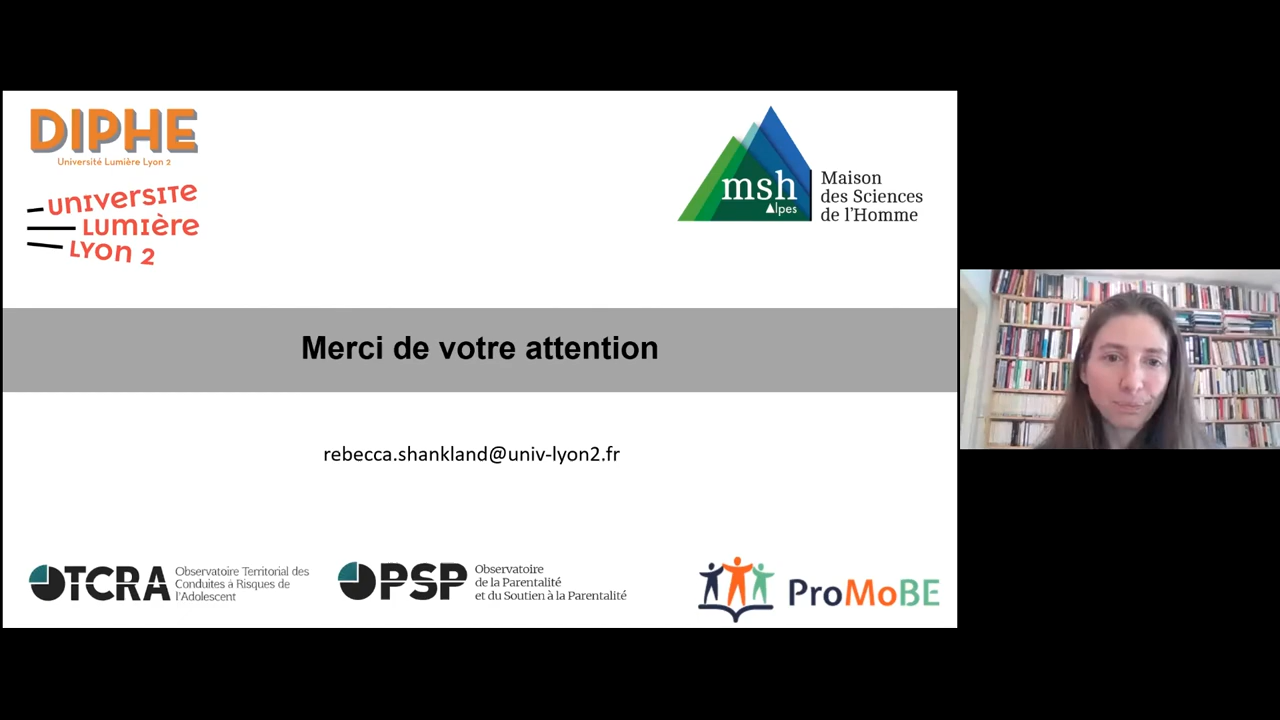 DIPHE
Université Lumière Lyon 2
UNIVERSITE
LUMIÈRE
LYON 2
msh
Alpes
Maison
des Sciences
de l'Homme
Merci de votre attention
rebecca.shankland@univ-lyon2.fr
OTCRA
Observatoire Territorial des
Conduites à Risques de
l'Adolescent
OPSP
Observatoire
de la Parentalité
et du Soutien à la Parentalité
ProMoBE